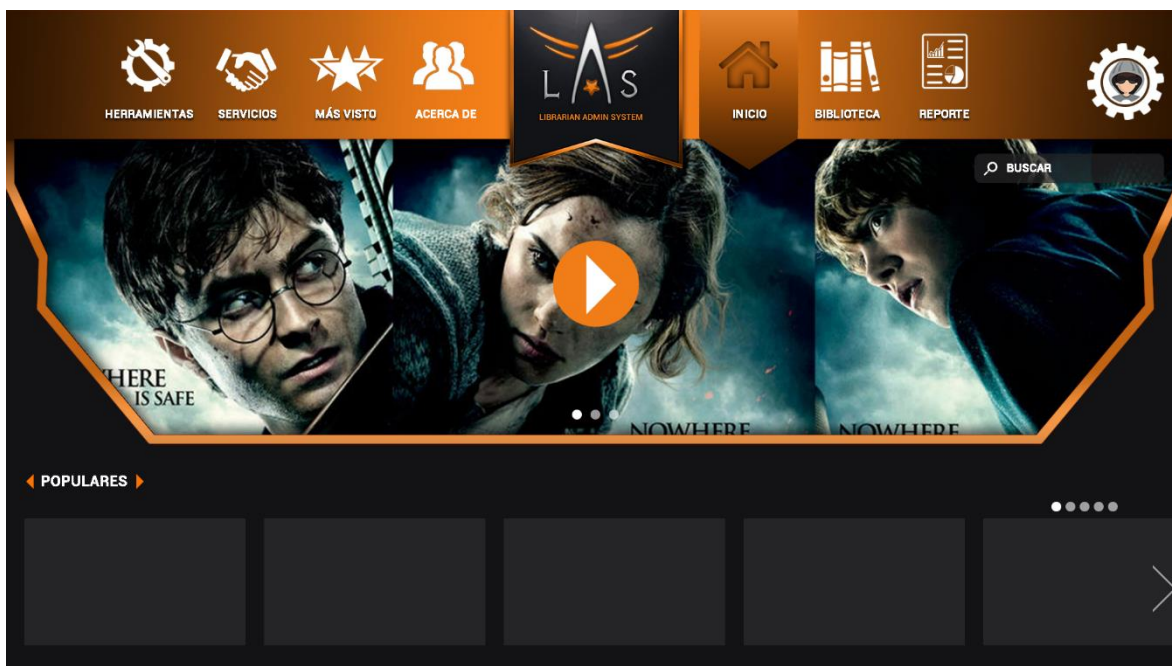 HERRAMIENTAS
SERVICIOS
MÁS VISTO
ACERCA DE
LAS
LIBRARIAN ADMIN SYSTEM
INICIO
BIBLIOTECA
REPORTE
BUSCAR
HERE
IS SAFE
NOWHERE
NOWHERE
POPULARES